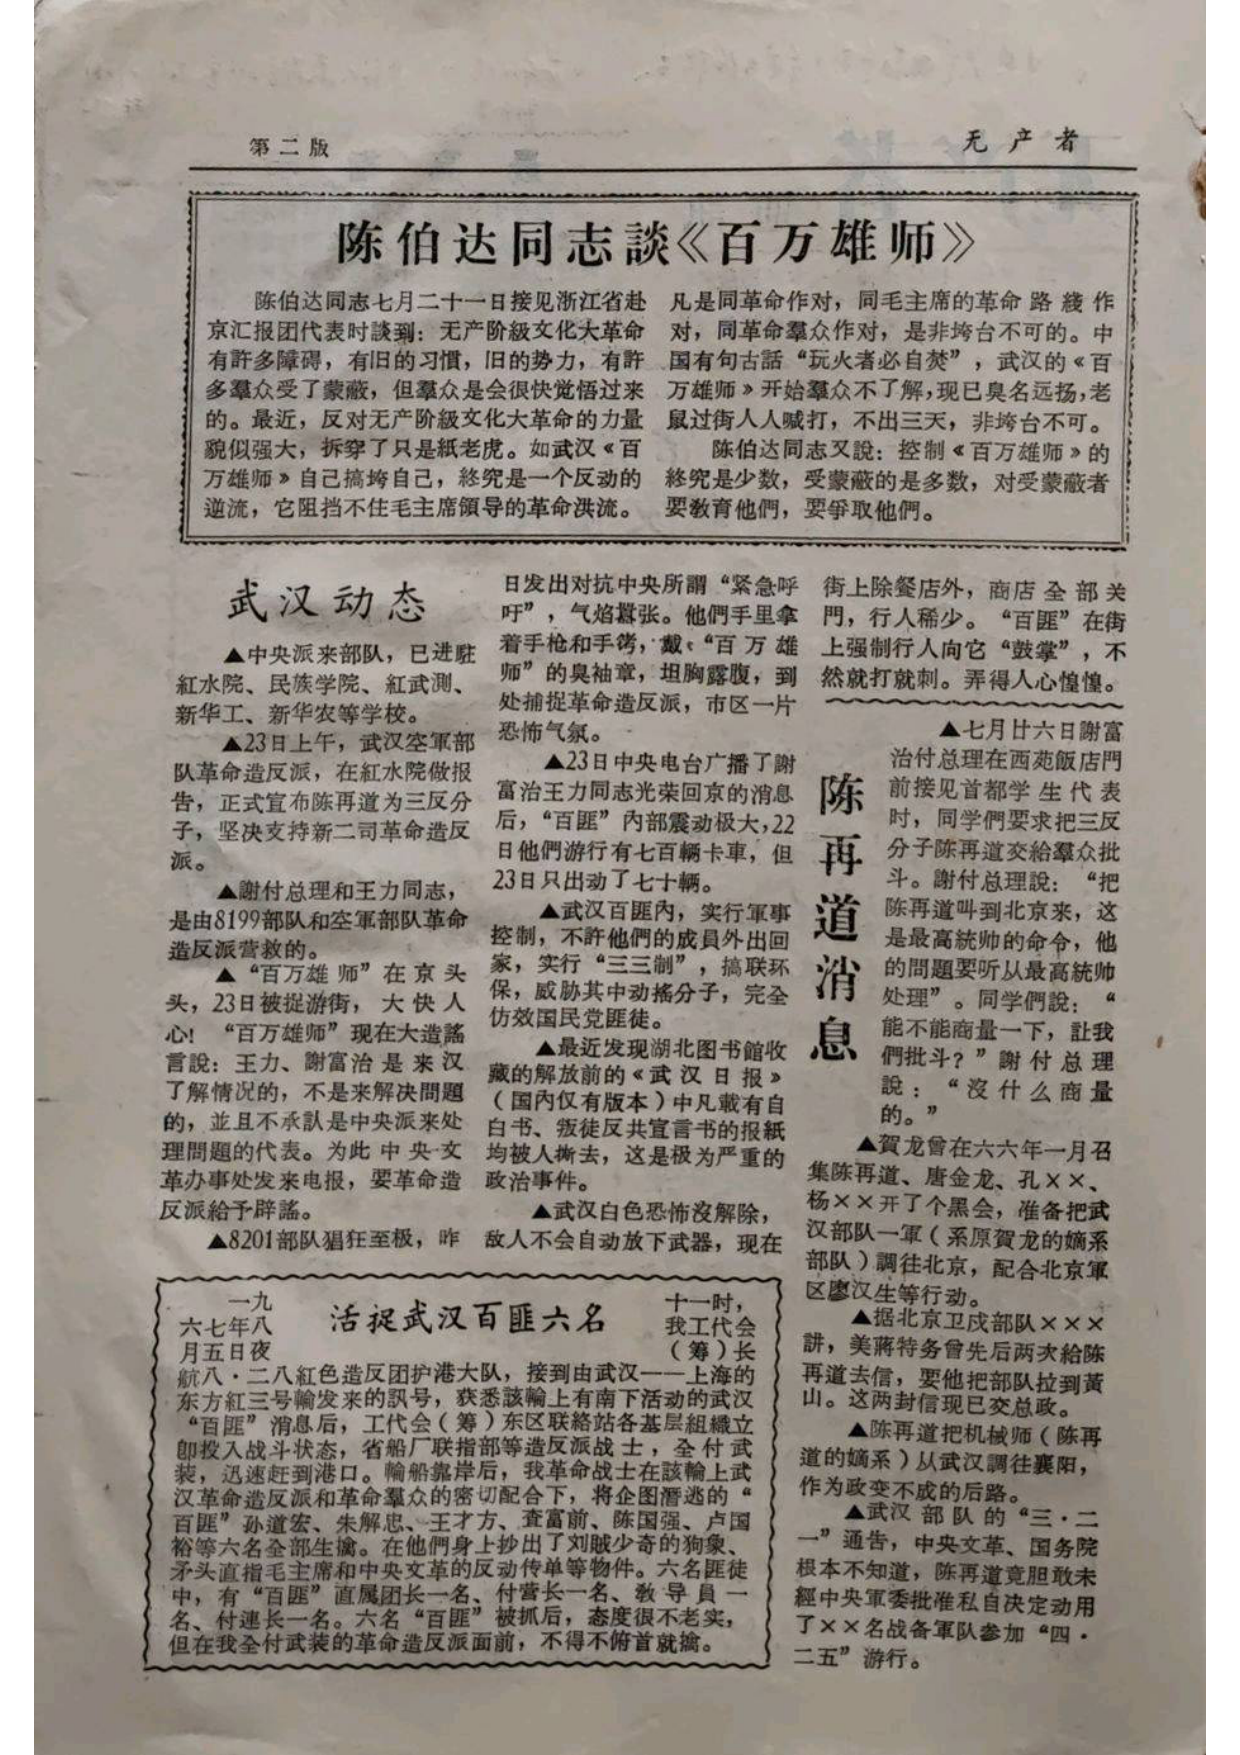 第二版
无产者
陈伯达同志談《百万雄师》
陈伯达同志七月二十一日接见浙江省赴
京汇报团代表时談到：无产阶級文化大革命
有許多障碍，有旧的习慣，旧的势力，有許
多羣众受了蒙蔽，但羣众是会很快觉悟过来
的。最近，反对无产阶級文化大革命的力量
貌似强大，拆穿了只是紙老虎。如武汉《百
万雄师》自己搞垮自己，終究是一个反动的
逆流，它阻挡不住毛主席領导的革命洪流。
凡是同革命作对，同毛主席的革命路綫作
对，同革命羣众作对，是非垮台不可的。中
国有句古話“玩火者必自焚”，武汉的《百
万雄师》开始羣众不了解，现已臭名远扬，老
鼠过街人人喊打，不出三天，非垮台不可。
陈伯达同志又說：控制《百万雄师》的
終究是少数，受蒙蔽的是多数，对受蒙蔽者
要教育他們，要爭取他們。
武汉动态
▲中央派来部队，已进駐
紅水院、民族学院、紅武測、
新华工、新华农等学校。
▲23日上午，武汉空軍部
队革命造反派，在紅水院做报
告，正式宣布陈再道为三反分
子，坚决支持新二司革命造反
派。
▲謝付总理和王力同志，
是由8199部队和空軍部队革命
造反派营救的。
▲“百万雄师”在京头
头，23日被捉游街，大快人
心！“百万雄师”现在大造謠
言說：王力、謝富治是来汉
了解情况的，不是来解决問題
的，並且不承訖是中央派来处
理問題的代表。为此中央文
革办事处发来电报，要革命造
反派給予辟謠。
▲8201部队猖狂至极，昨
日发出对抗中央所謂“紧急呼
吁”，气焰嚣张。他們手里拿
着手枪和手銬，戴“百万雄
师”的臭袖章，坦胸露腹，到
处捕捉革命造反派，市区一片
恐怖气氛。
▲23日中央电台广播了謝
富治王力同志光荣回京的消息
后，“百匪”內部震动极大，22
日他們游行有七百辆卡車，但
23日只出动了七十辆。
▲武汉百匪內，实行軍事
控制，不許他們的成員外出回
家，实行“三三制”，搞联环
保，威胁其中动搖分子，完全
仿效国民党匪徒。
▲最近发现湖北图书館收
藏的解放前的《武汉日报》
（国內仅有版本）中凡載有自
白书、叛徒反共宣言书的报紙
均被人撕去，这是极为严重的
政治事件。
▲武汉白色恐怖沒解除，
敌人不会自动放下武器，现在
街上除餐店外，商店全部关
門，行人稀少。“百匪”在街
上强制行人向它“鼓掌”，不
然就打就刺。弄得人心惶惶。
陈再道消息
▲七月廿六日謝富
治付总理在西苑飯店門
前接见首都学生代表
时，同学們要求把三反
分子陈再道交給羣众批
斗。謝付总理說：“把
陈再道叫到北京来，这
是最高統帅的命令，他
的問題要听从最高統帅
处理”。同学們說：“
能不能商量一下，让我
們批斗？”謝付总理
說：“沒什么商量
的。”
▲賀龙曾在六六年一月召
集陈再道、唐金龙、孔××、
杨××开了个黑会，准备把武
汉部队一軍（系原賀龙的嫡系
部队）調往北京，配合北京軍
区廖汉生等行动。
▲据北京卫戍部队×××
訲，美蔣特务曾先后两次給陈
再道去信，要他把部队拉到黃
山。这两封信现已交总政。
▲陈再道把机械师（陈再
道的嫡系）从武汉調往襄阳，
作为政变不成的后路。
▲武汉部队的“三·二
一”通告，中央文革、国务院
根本不知道，陈再道竟胆敢未
經中央軍委批准私自决定动用
了××名战备軍队参加“四·
二五”游行。
活捉武汉百匪六名
一九六七年八月五日夜十一时，我工代会（筹）长
航八·二八紅色造反团护港大队，接到由武汉——上海的
东方紅三号輪发来的訊号，获悉該輪上有南下活动的武汉
“百匪”消息后，工代会（筹）东区联絡站各基层組織立
卽投入战斗状态，省船厂联指部等造反派战士，全付武
装，迅速赶到港口。輪船靠岸后，我革命战士在該輪上武
汉革命造反派和革命羣众的密切配合下，将企图潛逃的“
百匪”孙道宏、朱解忠、王才方、查富前、陈国强、卢国
裕等六名全部生擒。在他們身上抄出了刘賊少奇的狗象、
矛头直指毛主席和中央文革的反动传单等物件。六名匪徒
中，有“百匪”直属团长一名、付营长一名、教导員一
名、付連长一名。六名“百匪”被抓后，态度很不老实，
但在我全付武装的革命造反派面前，不得不俯首就擒。